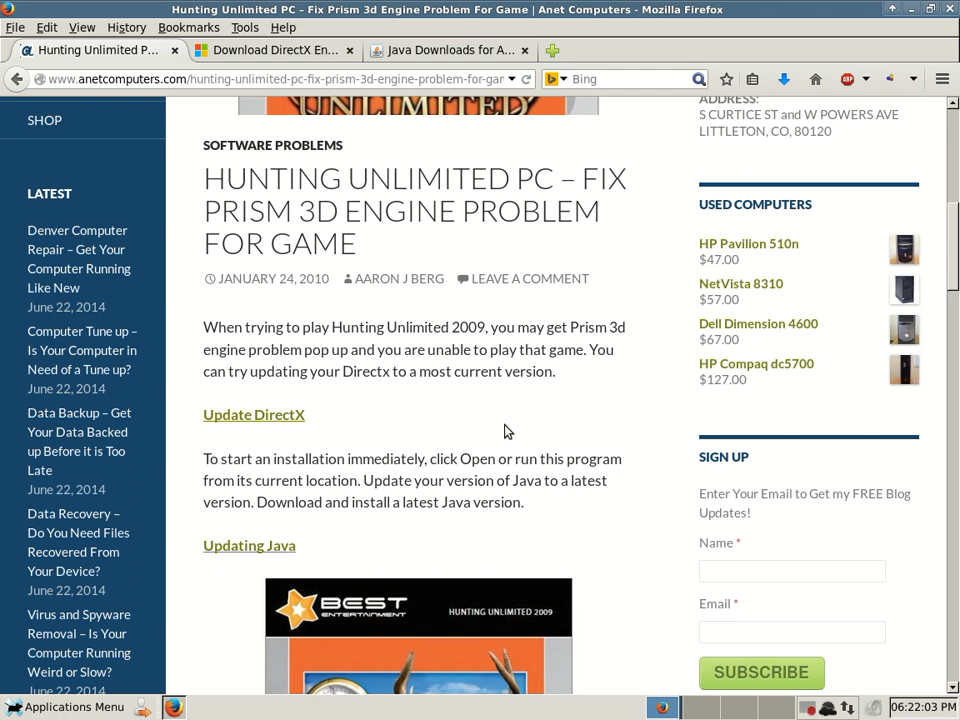 Hunting Unlimited PC – Fix Prism 3d Engine Problem For Game | Anet Computers - Mozilla Firefox
File Edit View History Bookmarks Tools Help
Hunting Unlimited P... Download DirectX En... Java Downloads for A...
www.anetcomputers.com/hunting-unlimited-pc-fix-prism-3d-engine-problem-for-gar Bing ABP
SHOP
LATEST
Denver Computer
Repair – Get Your
Computer Running
Like New
June 22, 2014
Computer Tune up –
Is Your Computer in
Need of a Tune up?
June 22, 2014
Data Backup – Get
Your Data Backed
up Before it is Too
Late
June 22, 2014
Data Recovery –
Do You Need Files
Recovered From
Your Device?
June 22, 2014
Virus and Spyware
Removal – Is Your
Computer Running
Weird or Slow?
June 22, 2014
UNLIMITED
SOFTWARE PROBLEMS
HUNTING UNLIMITED PC – FIX
PRISM 3D ENGINE PROBLEM
FOR GAME
JANUARY 24, 2010 AARON J BERG LEAVE A COMMENT
When trying to play Hunting Unlimited 2009, you may get Prism 3d
engine problem pop up and you are unable to play that game. You
can try updating your Directx to a most current version.
Update DirectX
To start an installation immediately, click Open or run this program
from its current location. Update your version of Java to a latest
version. Download and install a latest Java version.
Updating Java
BEST
ENTERTAINMENT
HUNTING UNLIMITED 2009
ADDRESS:
S CURTICE ST and W POWERS AVE
LITTLETON, CO, 80120
USED COMPUTERS
HP Pavilion 510n
$47.00
NetVista 8310
$57.00
Dell Dimension 4600
$67.00
HP Compaq dc5700
$127.00
SIGN UP
Enter Your Email to Get my FREE Blog
Updates!
Name *
Email *
SUBSCRIBE
Applications Menu 06:22:03 PM